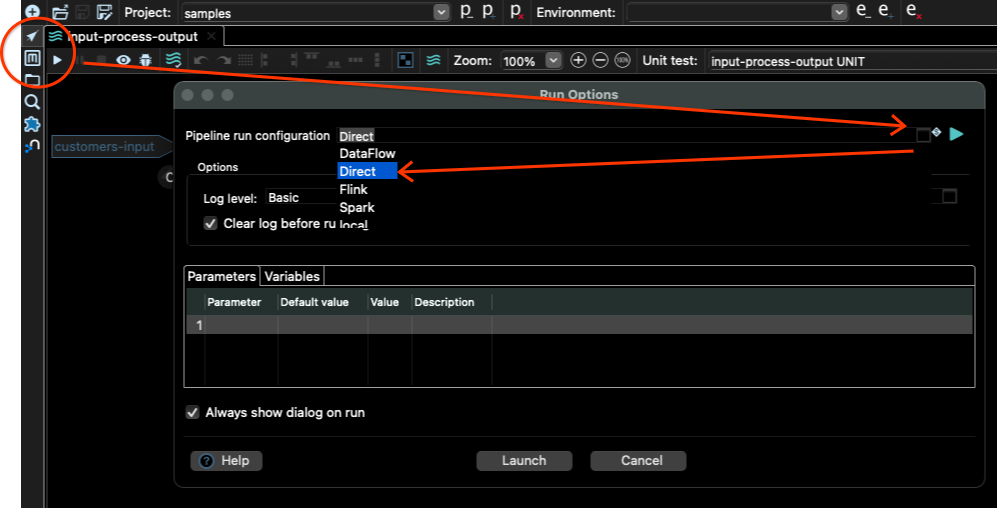 Project: samples Environment:
input-process-output
Zoom: 100% Unit test: input-process-output UNIT
Run Options
customers-input
Pipeline run configuration Direct
DataFlow
Direct
Flink
Spark
local
Options
Log level: Basic
Clear log before ru
Parameters Variables
Parameter Default value Value Description
1
Always show dialog on run
Help Launch Cancel